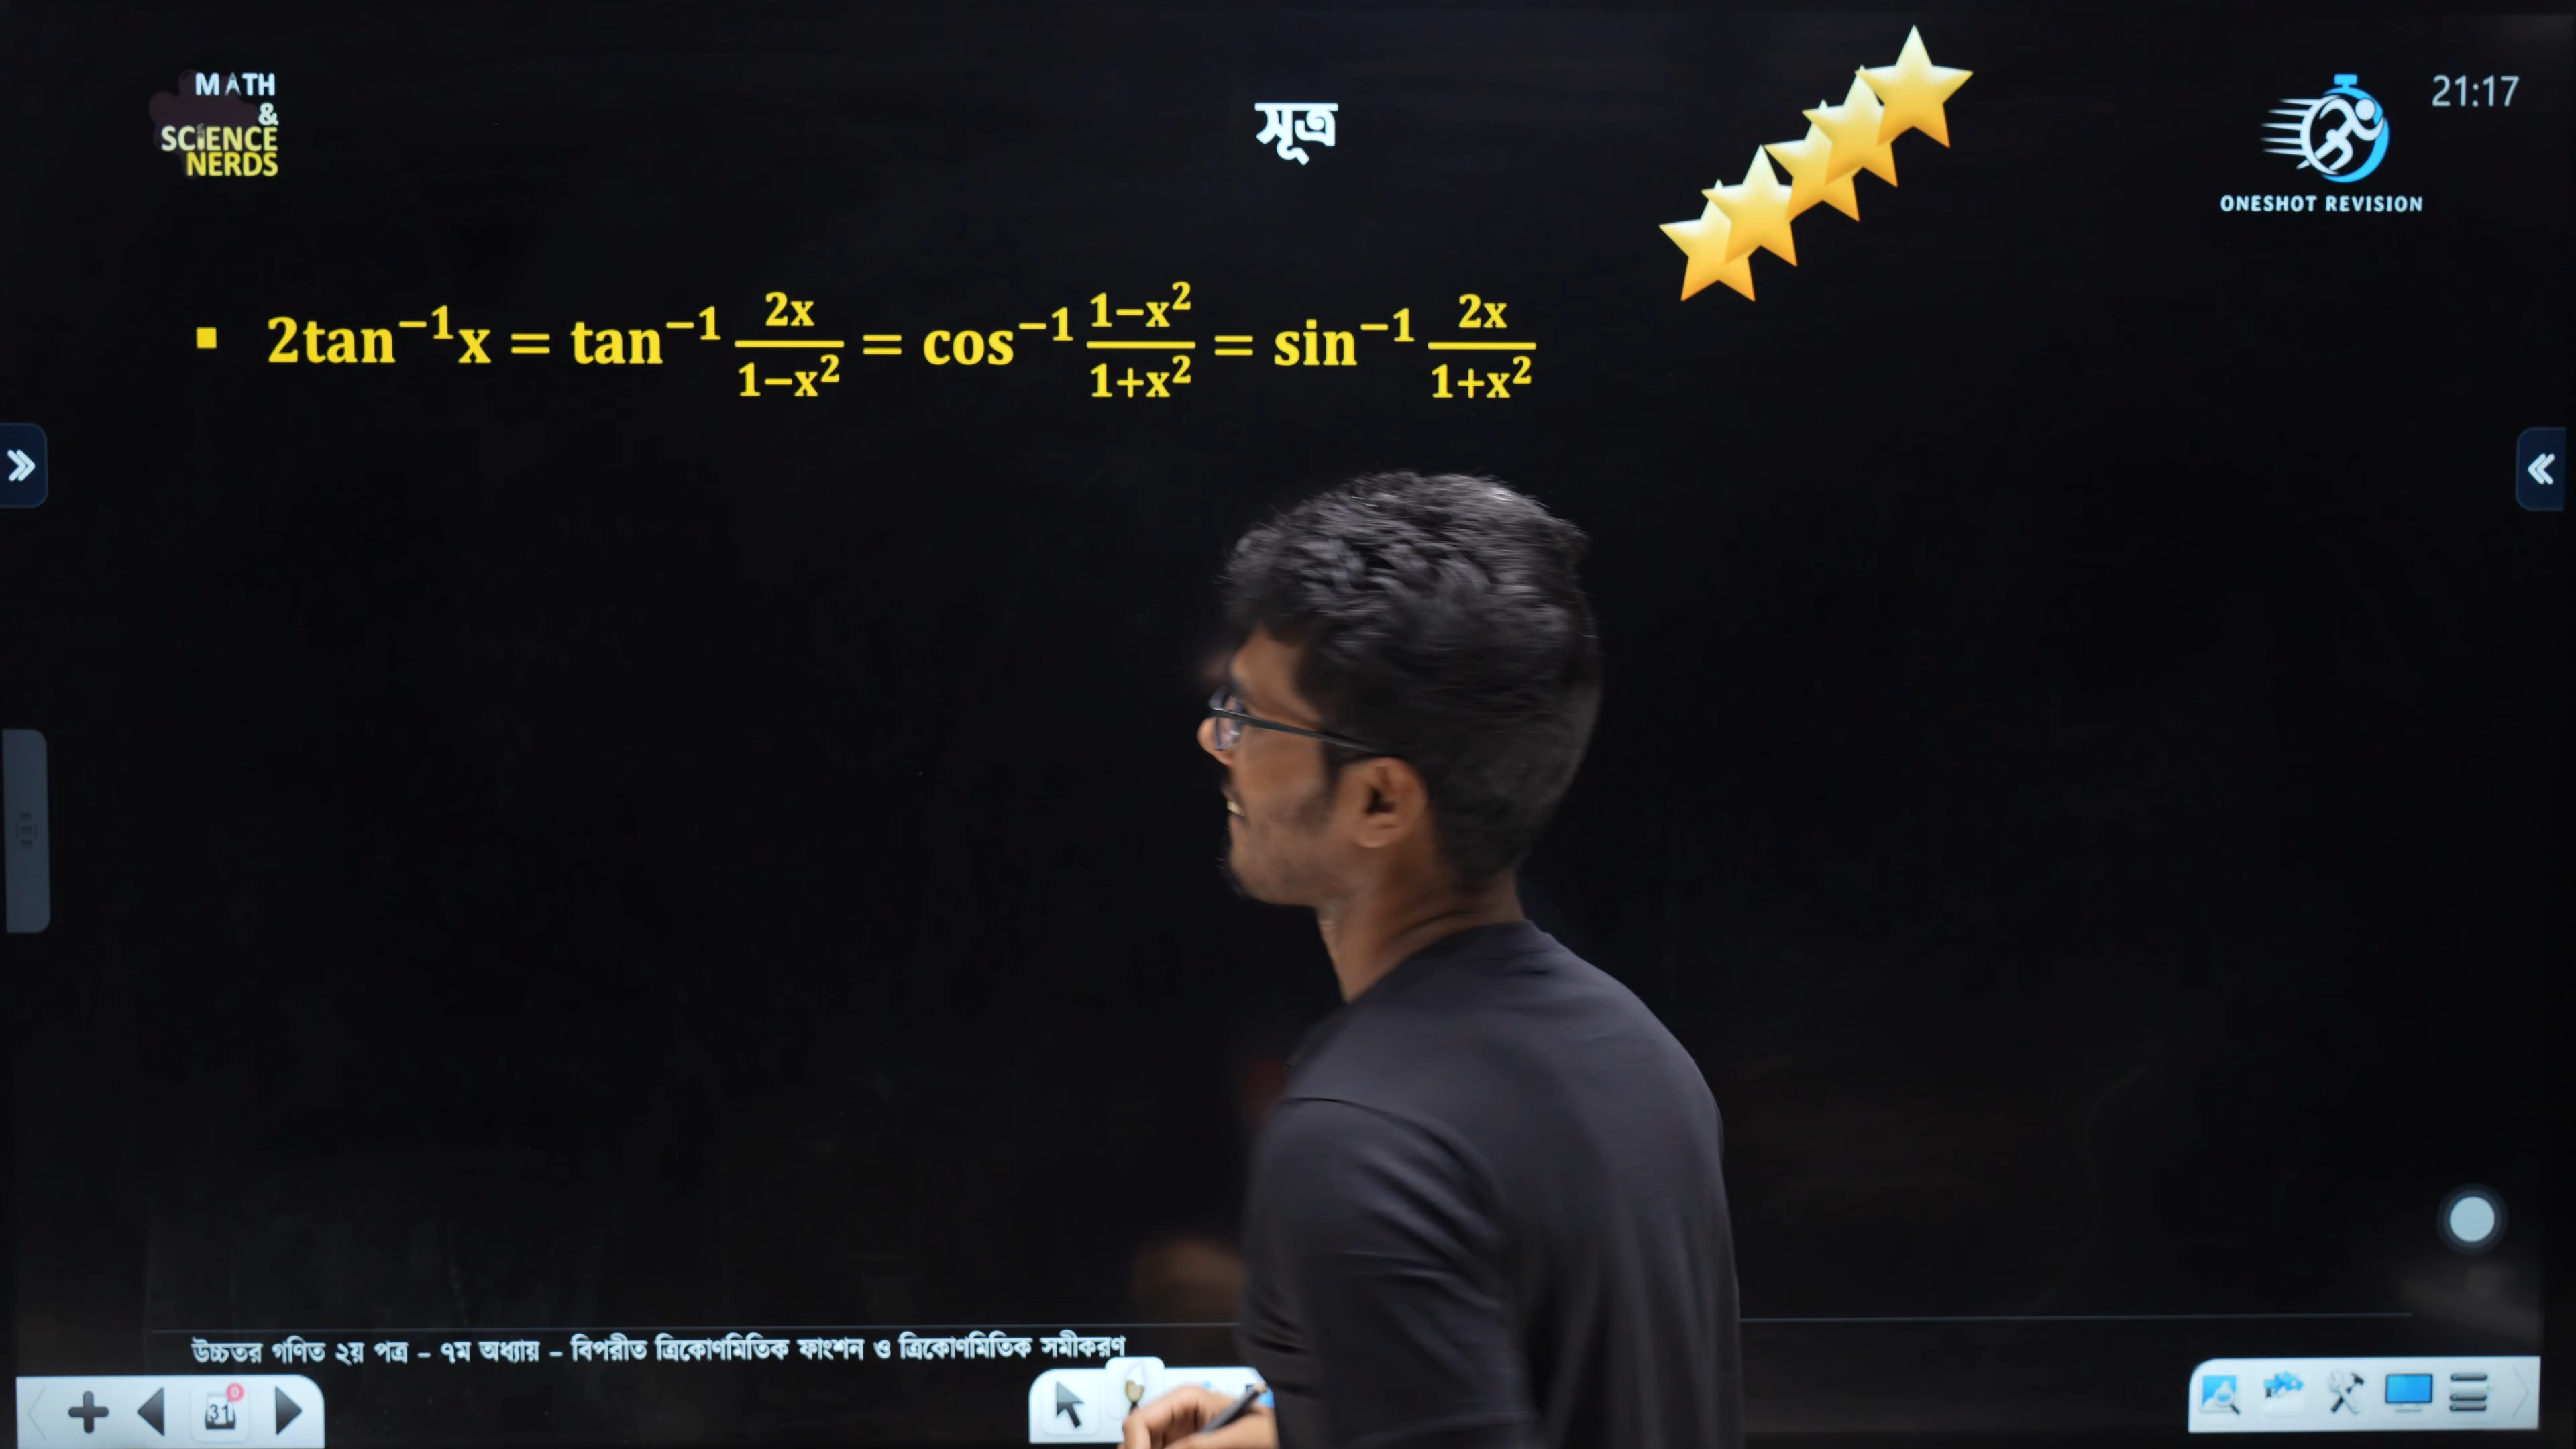 MATH
&
SCIENCE
NERDS
সূত্র
21:17
ONESHOT REVISION
▪ 2tan⁻¹x = tan⁻¹ 2x/1−x² = cos⁻¹ 1−x²/1+x² = sin⁻¹ 2x/1+x²
উচ্চতর গণিত ২য় পত্র – ৭ম অধ্যায় – বিপরীত ত্রিকোণমিতিক ফাংশন ও ত্রিকোণমিতিক সমীকরণ
0
31